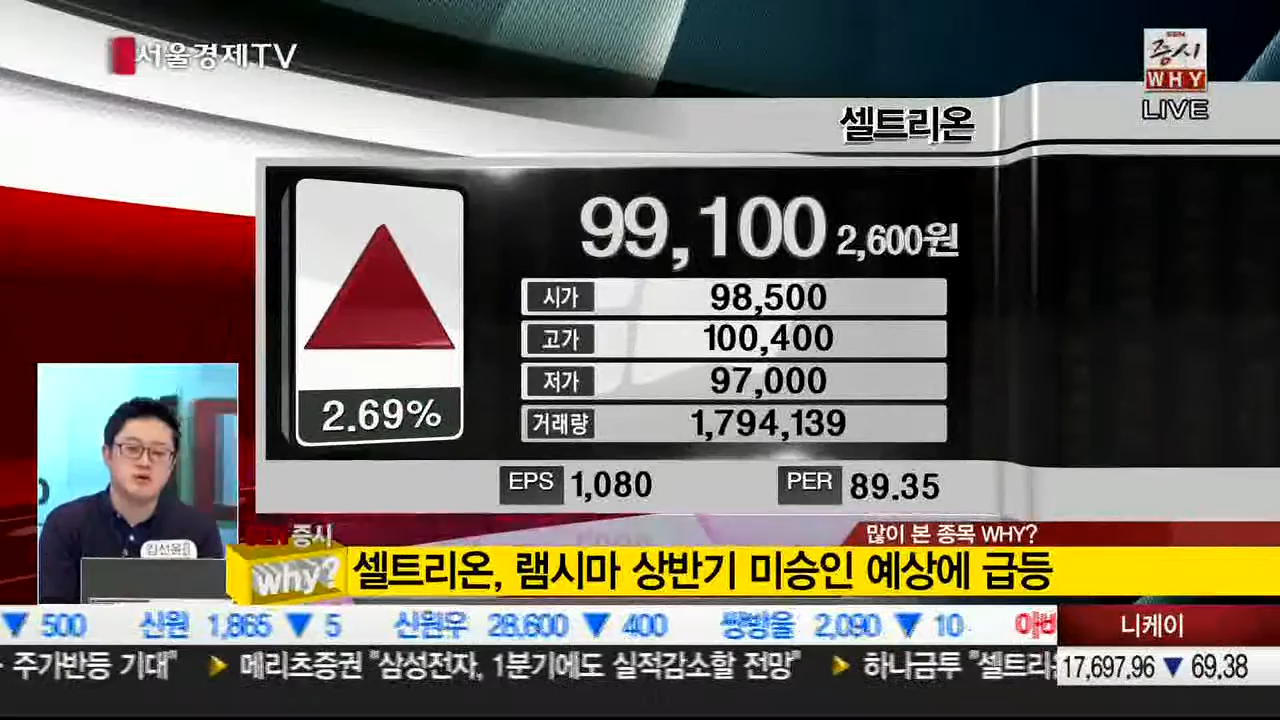 서울경제TV
SEN
증시
WHY
LIVE
셀트리온
99,100 2,600원
시가 98,500
고가 100,400
저가 97,000
거래량 1,794,139
2.69%
EPS 1,080 PER 89.35
증시
why?
많이 본 종목 WHY?
셀트리온, 램시마 상반기 미승인 예상에 급등
▼ 500 신원 1,865 ▼ 5 신원우 28,600 ▼ 400 쌍방울 2,090 ▼ 10
니케이
주가반등 기대" ▶ 메리츠증권 "삼성전자, 1분기에도 실적감소할 전망" ▶ 하나금투 "셀트리온
17,697.96 ▼ 69.38